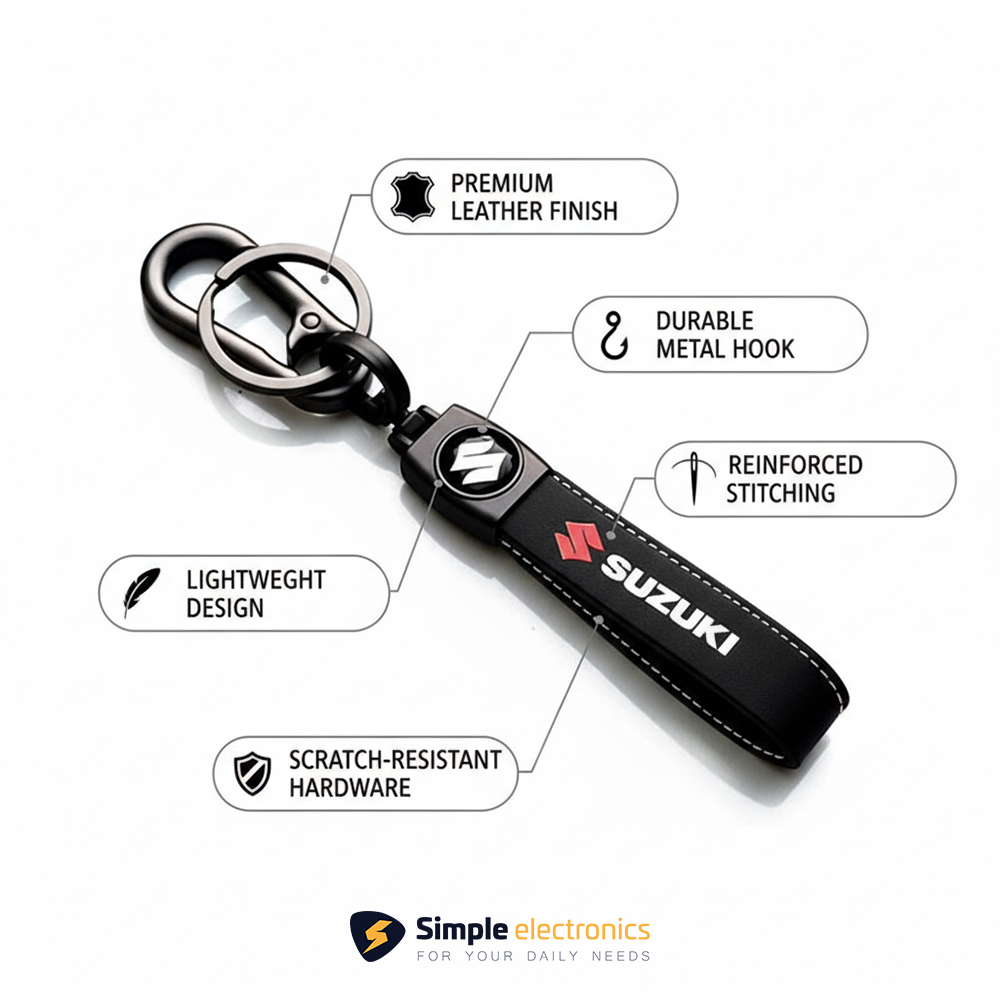 PREMIUM
LEATHER FINISH
DURABLE
METAL HOOK
REINFORCED
STITCHING
SUZUKI
LIGHTWEGHT
DESIGN
SCRATCH-RESISTANT
HARDWARE
Simple electronics
FOR YOUR DAILY NEEDS